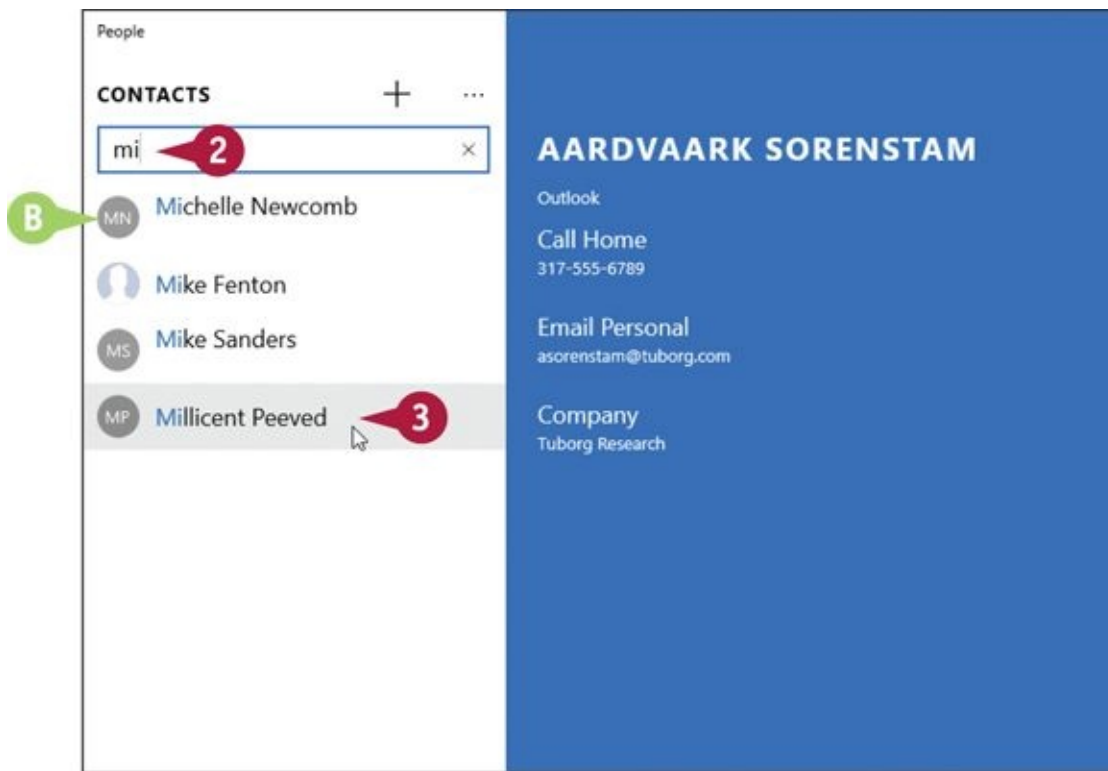 People
CONTACTS + ...
mi 2 ×
B MN Michelle Newcomb
Mike Fenton
MS Mike Sanders
MP Millicent Peeved 3
AARDVAARK SORENSTAM
Outlook
Call Home
317-555-6789
Email Personal
asorenstam@tuborg.com
Company
Tuborg Research